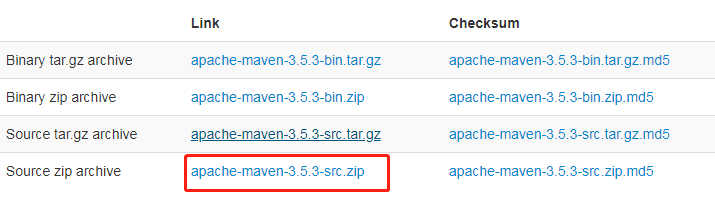 Link Checksum
Binary tar.gz archive apache-maven-3.5.3-bin.tar.gz apache-maven-3.5.3-bin.tar.gz.md5
Binary zip archive apache-maven-3.5.3-bin.zip apache-maven-3.5.3-bin.zip.md5
Source tar.gz archive apache-maven-3.5.3-src.tar.gz apache-maven-3.5.3-src.tar.gz.md5
Source zip archive apache-maven-3.5.3-src.zip apache-maven-3.5.3-src.zip.md5